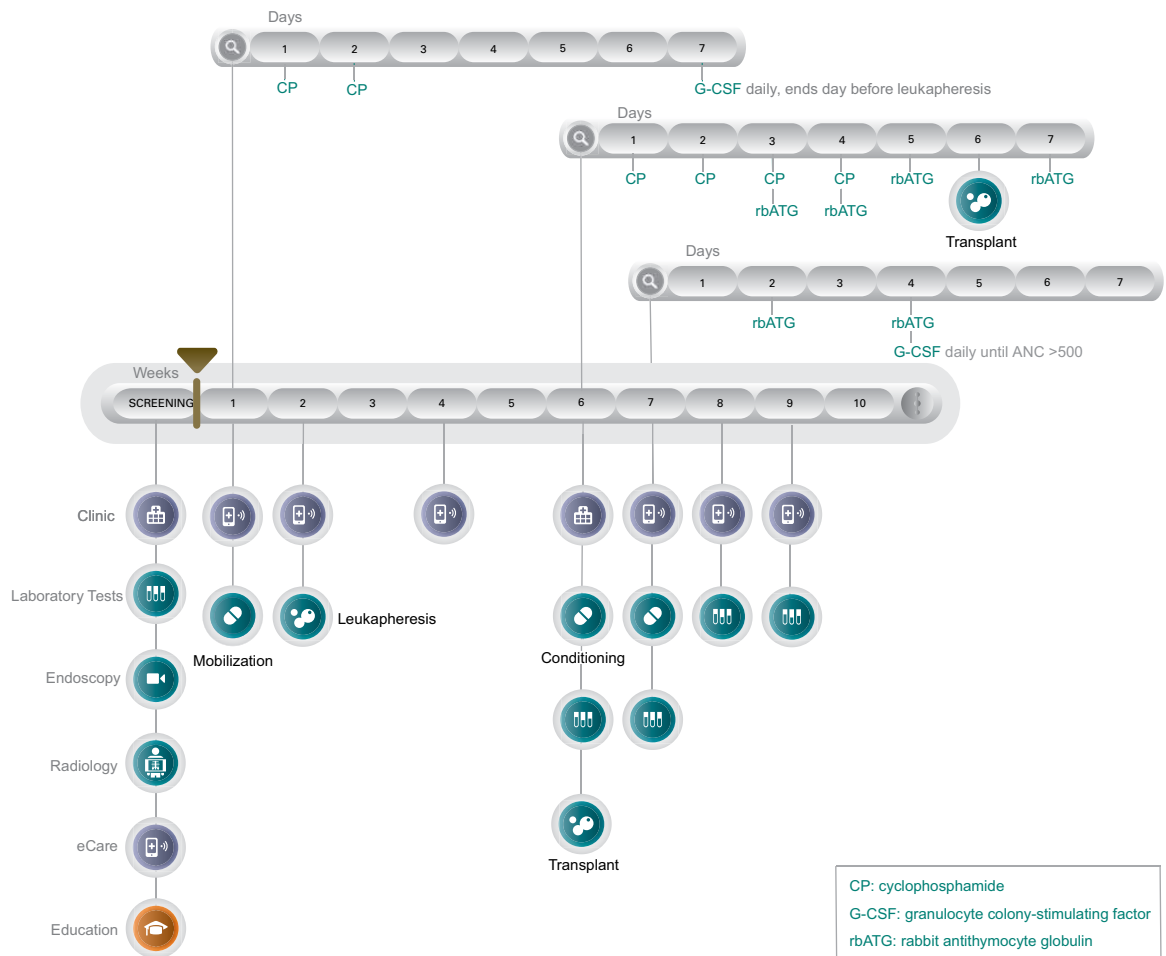 Days
1 2 3 4 5 6 7
CP CP
G-CSF daily, ends day before leukapheresis
Days
1 2 3 4 5 6 7
CP CP CP CP rbATG rbATG
rbATG rbATG
Transplant
Days
1 2 3 4 5 6 7
rbATG rbATG
G-CSF daily until ANC >500
Weeks
SCREENING 1 2 3 4 5 6 7 8 9 10
Clinic
Laboratory Tests
Leukapheresis
Mobilization
Conditioning
Endoscopy
Radiology
eCare
Transplant
Education
CP: cyclophosphamide
G-CSF: granulocyte colony-stimulating factor
rbATG: rabbit antithymocyte globulin